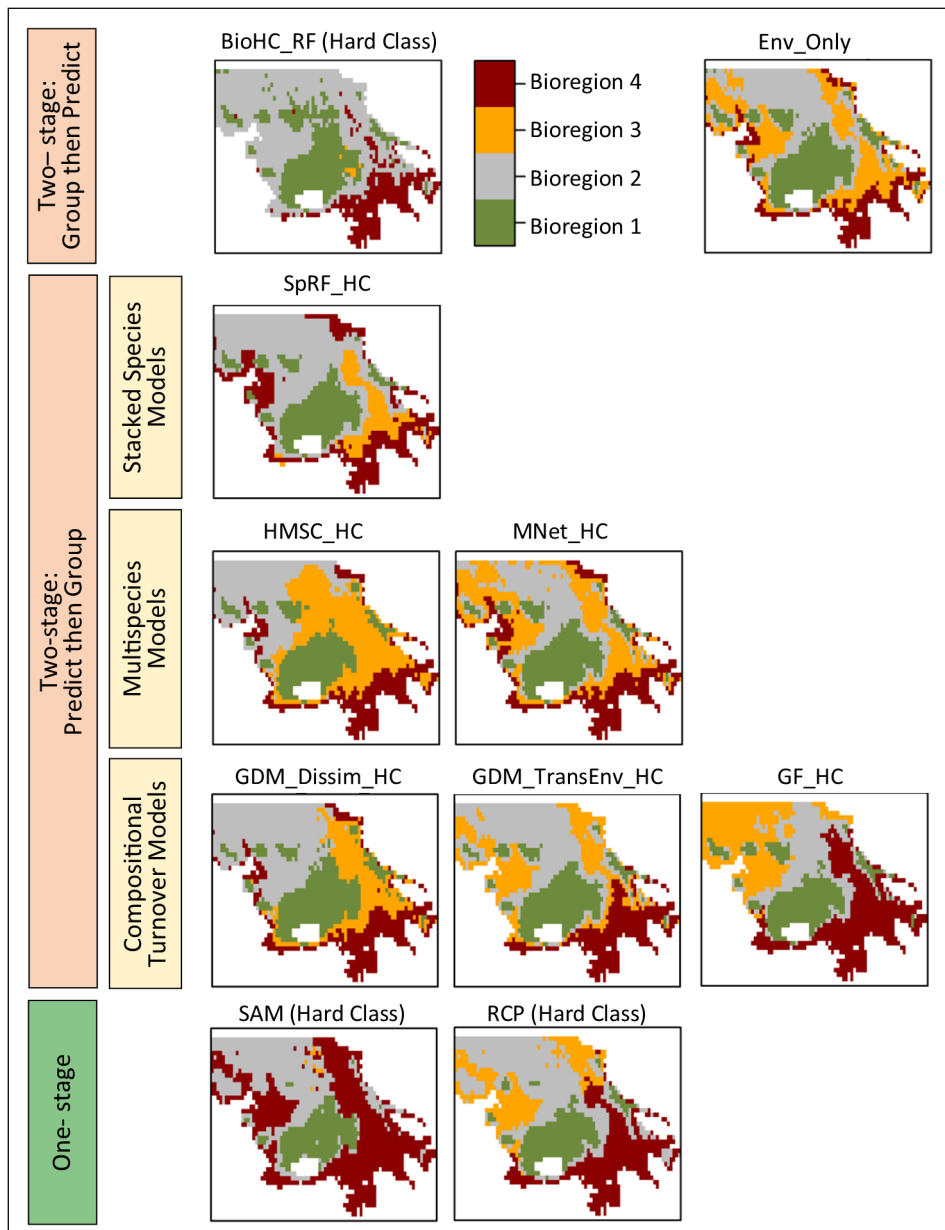 Two– stage:
Group then Predict
BioHC_RF (Hard Class)
Bioregion 4
Bioregion 3
Bioregion 2
Bioregion 1
Env_Only
Two-stage:
Predict then Group
Stacked Species
Models
SpRF_HC
Multispecies
Models
HMSC_HC
MNet_HC
Compositional
Turnover Models
GDM_Dissim_HC
GDM_TransEnv_HC
GF_HC
One- stage
SAM (Hard Class)
RCP (Hard Class)